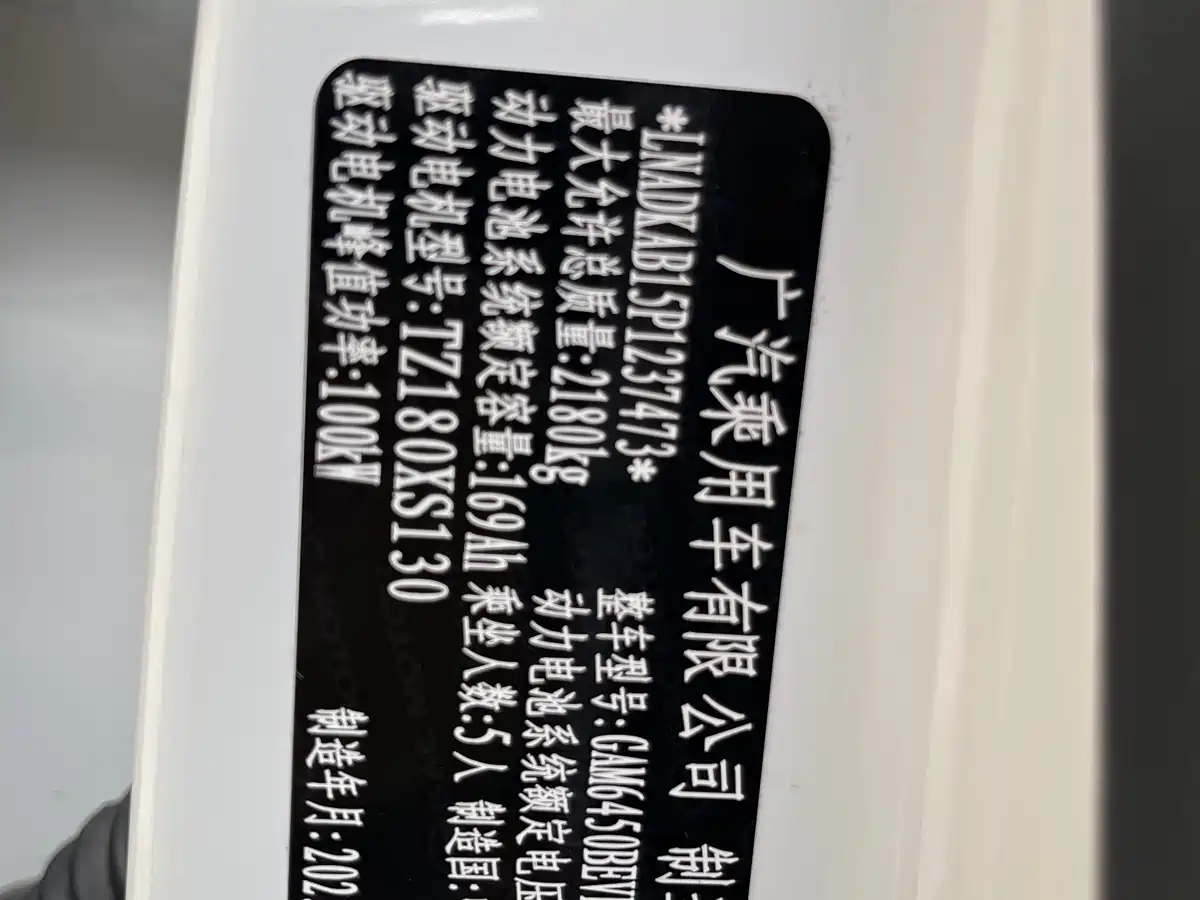 广汽乘用车有限公司 制
*LNADKAB15P1237473* 整车型号:GAM6450BEV
最大允许总质量:2180kg 动力电池系统额定电压
动力电池系统额定容量:169Ah 乘坐人数:5人 制造国:
驱动电机型号:TZ180XS130
驱动电机峰值功率:100kW 制造年月:202